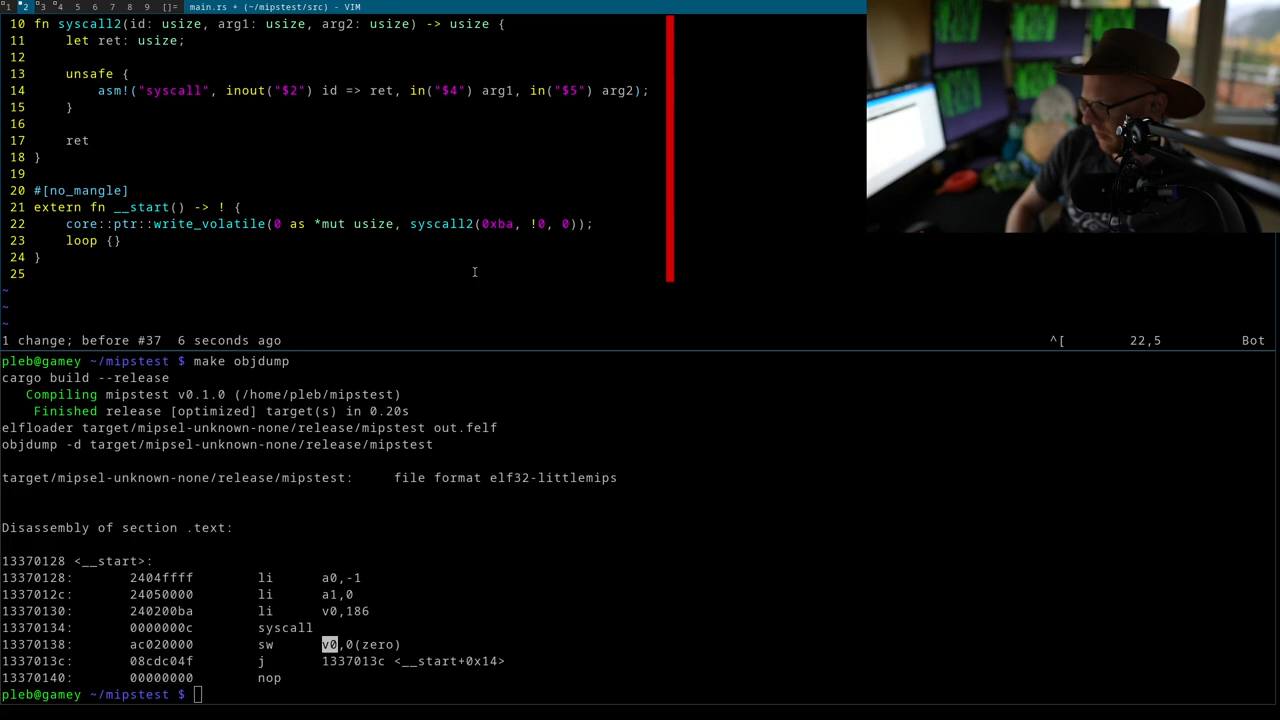 1 2 3 4 5 6 7 8 9 []= main.rs + (~/mipstest/src) - VIM
10 fn syscall2(id: usize, arg1: usize, arg2: usize) -> usize {
11     let ret: usize;
12
13     unsafe {
14         asm!("syscall", inout("$2") id => ret, in("$4") arg1, in("$5") arg2);
15     }
16
17     ret
18 }
19
20 #[no_mangle]
21 extern fn __start() -> ! {
22     core::ptr::write_volatile(0 as *mut usize, syscall2(0xba, !0, 0));
23     loop {}
24 }
25
~
~
~
1 change; before #37  6 seconds ago ^[ 22,5 Bot
pleb@gamey ~/mipstest $ make objdump
cargo build --release
   Compiling mipstest v0.1.0 (/home/pleb/mipstest)
    Finished release [optimized] target(s) in 0.20s
elfloader target/mipsel-unknown-none/release/mipstest out.felf
objdump -d target/mipsel-unknown-none/release/mipstest
target/mipsel-unknown-none/release/mipstest:     file format elf32-littlemips
Disassembly of section .text:
13370128 <__start>:
13370128:       2404ffff        li      a0,-1
1337012c:       24050000        li      a1,0
13370130:       240200ba        li      v0,186
13370134:       0000000c        syscall
13370138:       ac020000        sw      v0,0(zero)
1337013c:       08cdc04f        j       1337013c <__start+0x14>
13370140:       00000000        nop
pleb@gamey ~/mipstest $